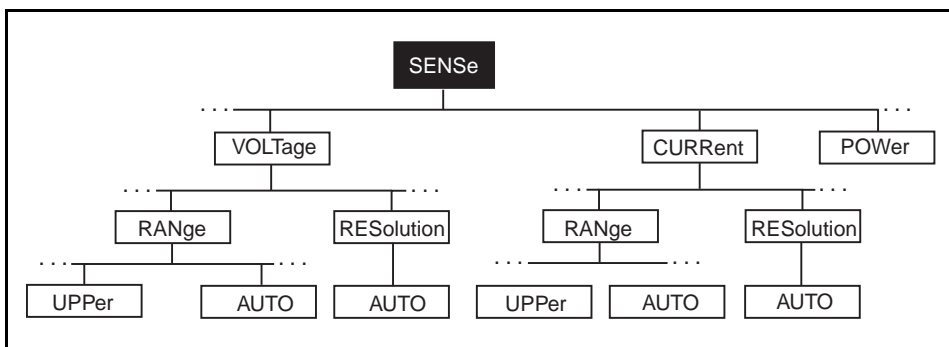 SENSe
. . . . . .
VOLTage CURRent POWer
. . . . . . . . . . . .
RANge RESolution RANge RESolution
. . . . . . . . . . . .
UPPer AUTO AUTO UPPer AUTO AUTO